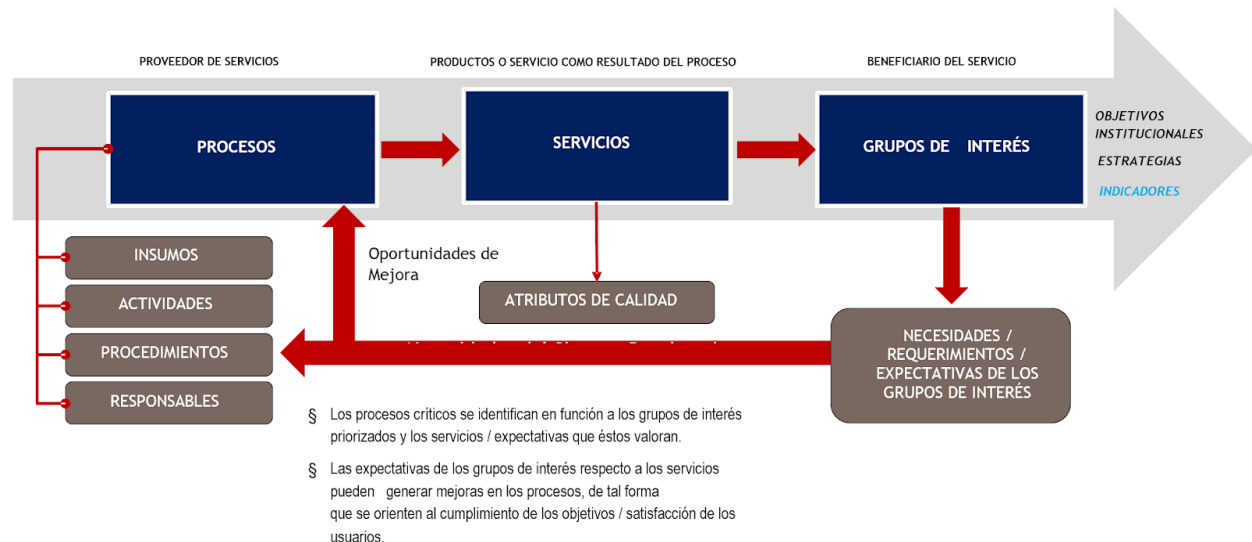 PROVEEDOR DE SERVICIOS
PRODUCTOS O SERVICIO COMO RESULTADO DEL PROCESO
BENEFICIARIO DEL SERVICIO
PROCESOS
SERVICIOS
GRUPOS DE INTERÉS
OBJETIVOS
INSTITUCIONALES
ESTRATEGIAS
INDICADORES
INSUMOS
ACTIVIDADES
PROCEDIMIENTOS
RESPONSABLES
Oportunidades de
Mejora
ATRIBUTOS DE CALIDAD
NECESIDADES /
REQUERIMIENTOS /
EXPECTATIVAS DE LOS
GRUPOS DE INTERÉS
§ Los procesos críticos se identifican en función a los grupos de interés
priorizados y los servicios / expectativas que éstos valoran.
§ Las expectativas de los grupos de interés respecto a los servicios
pueden generar mejoras en los procesos, de tal forma
que se orienten al cumplimiento de los objetivos / satisfacción de los
usuarios.